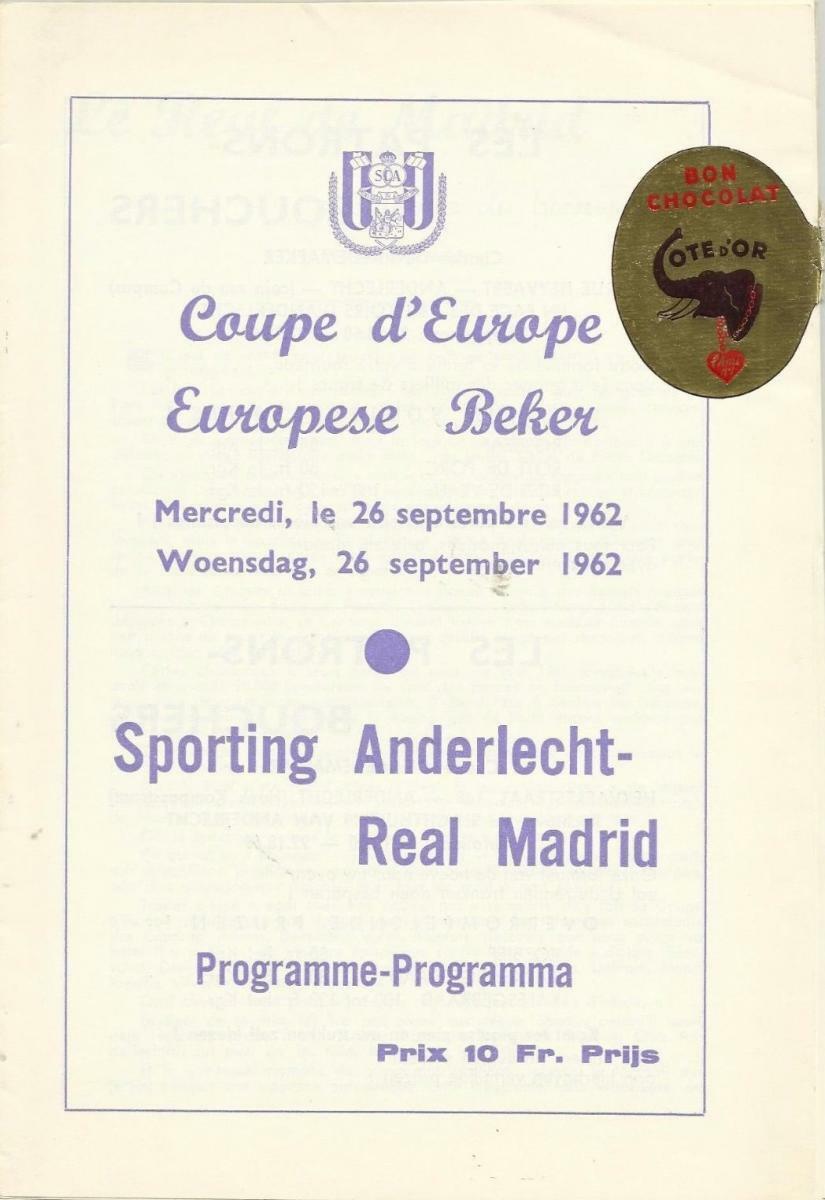 SCA
BON
CHOCOLAT
COTE D'OR
Coupe d'Europe
Europese Beker
Mercredi, le 26 septembre 1962
Woensdag, 26 september 1962
Sporting Anderlecht-
Real Madrid
Programme-Programma
Prix 10 Fr. Prijs